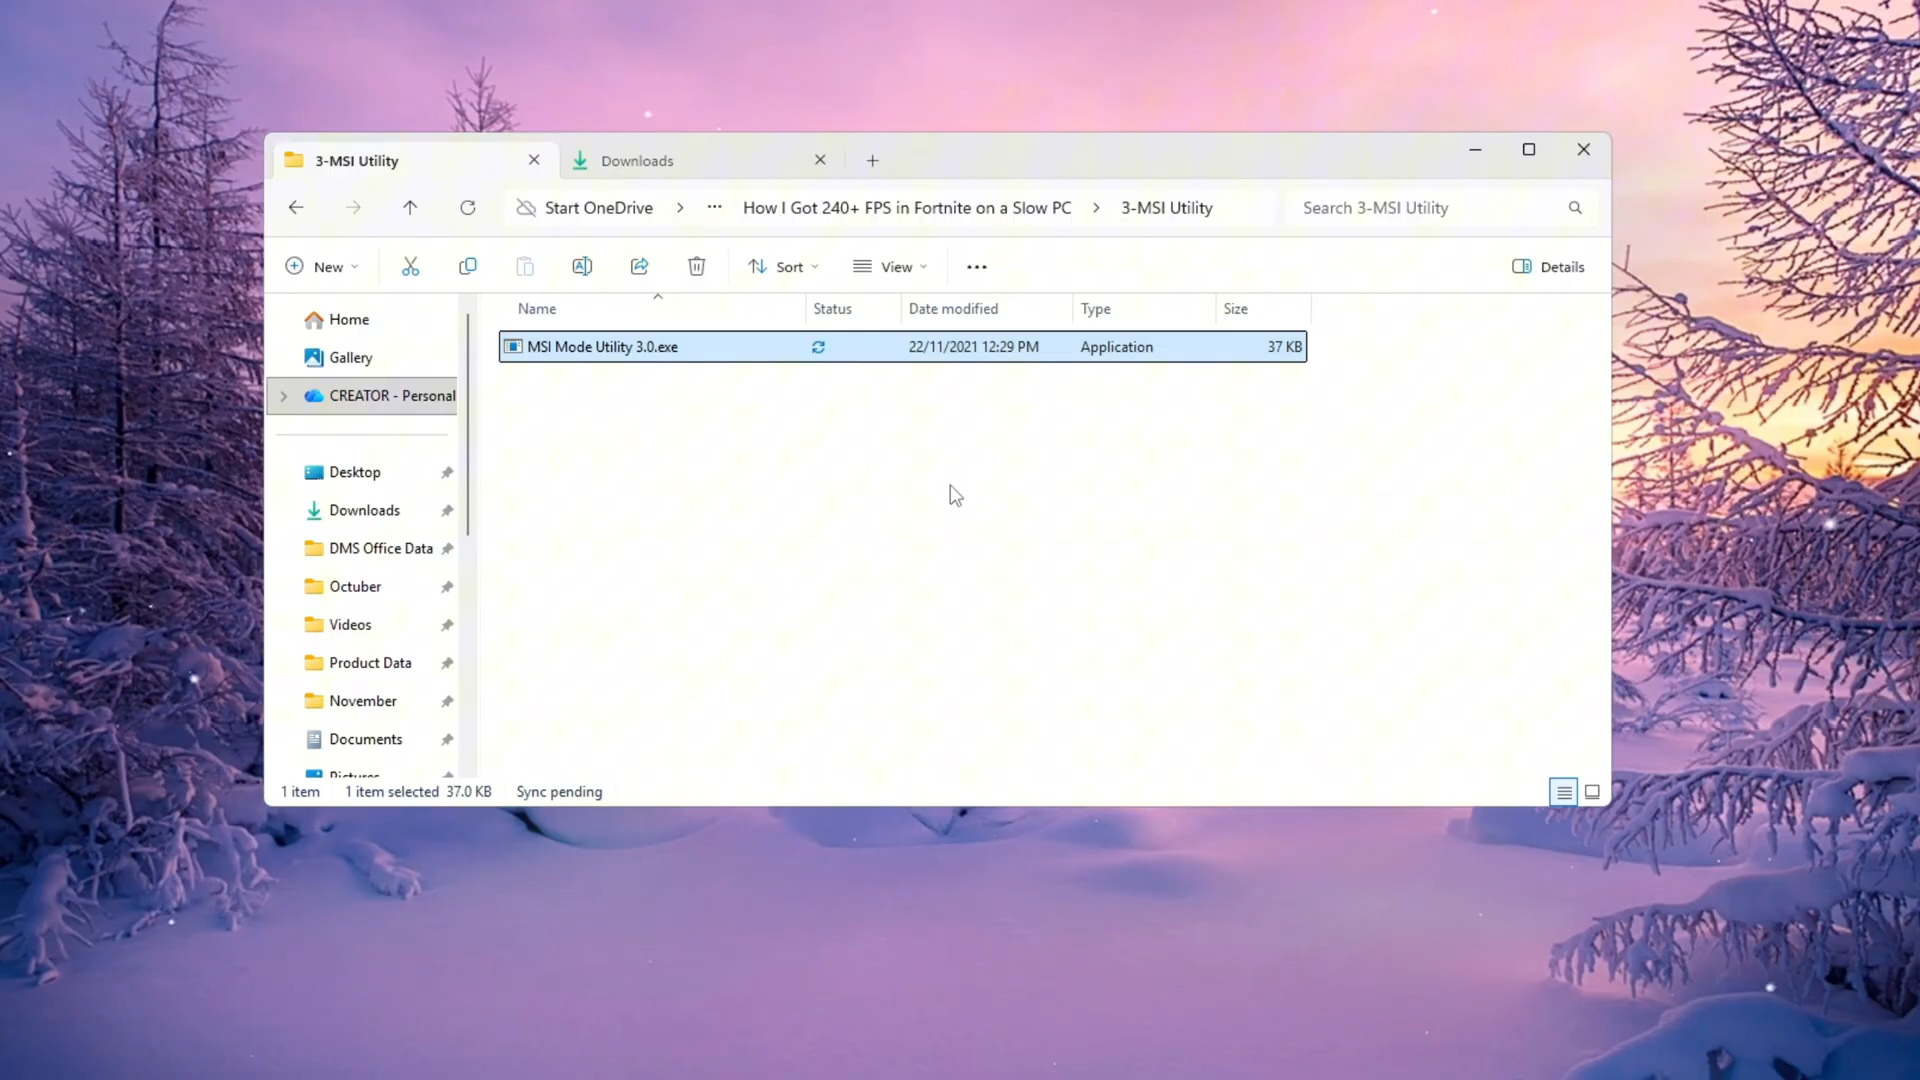 3-MSI Utility
Downloads
Start OneDrive > ... How I Got 240+ FPS in Fortnite on a Slow PC > 3-MSI Utility
Search 3-MSI Utility
New
Sort
View
Details
Home
Gallery
CREATOR - Personal
Desktop
Downloads
DMS Office Data
Octuber
Videos
Product Data
November
Documents
Pictures
Name Status Date modified Type Size
MSI Mode Utility 3.0.exe 22/11/2021 12:29 PM Application 37 KB
1 item 1 item selected 37.0 KB Sync pending